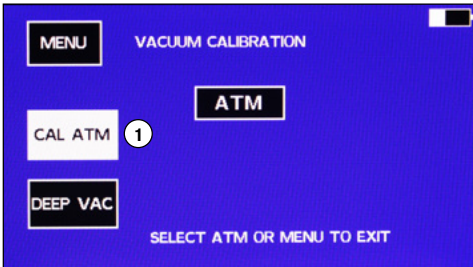 MENU VACUUM CALIBRATION
ATM
CAL ATM 1
DEEP VAC
SELECT ATM OR MENU TO EXIT